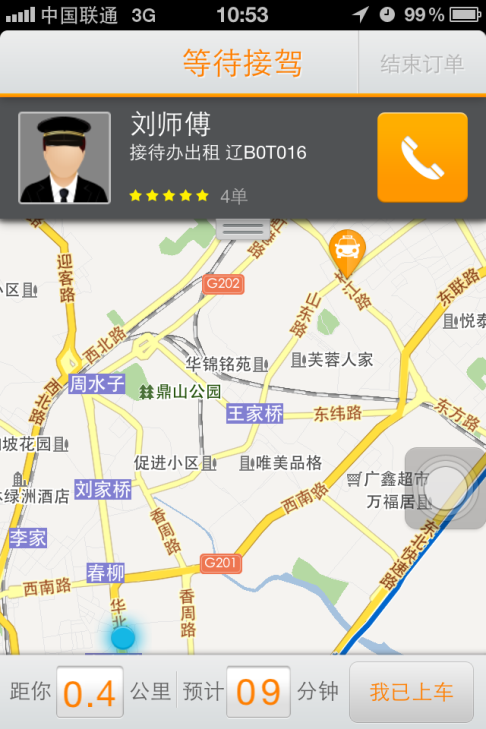 中国联通 3G 10:53 99%
等待接驾 结束订单
刘师傅
接待办出租 辽B0T016
4单
迎客路
G202
松江路
小区
山东路
东联路
西北路
悦泰
华锦铭苑
芙蓉人家
周水子
鼎山公园
西北路
王家桥
东纬路
东方路
坡花园
促进小区
唯美品格
广鑫超市
万福居
绿洲酒店
刘家桥
西南路
香周路
李家
东北快速路
G201
春柳
西南路
香周路
华北
距你 0.4 公里 预计 09 分钟 我已上车